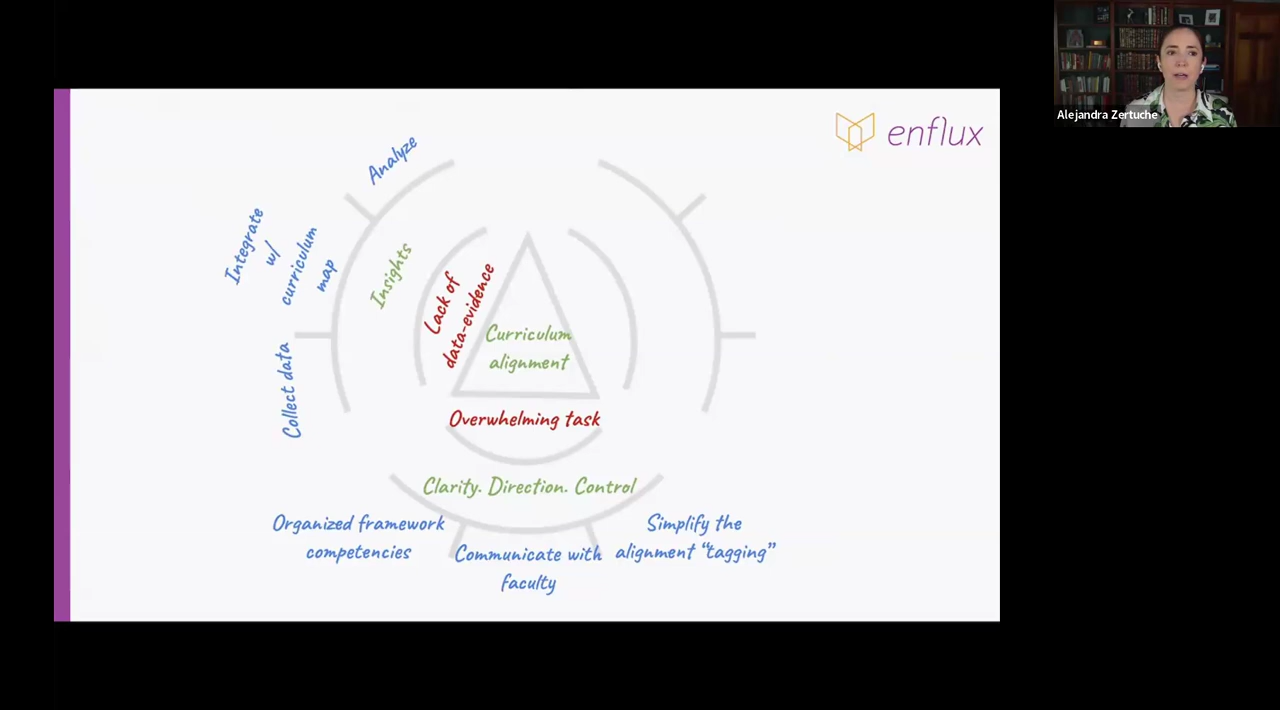 Alejandra Zertuche
enflux
Analyze
Integrate
w/
curriculum
map
Collect data
Insights
Lack of
data-evidence
Curriculum
alignment
Overwhelming task
Clarity. Direction. Control
Organized framework
competencies
Communicate with
faculty
Simplify the
alignment “tagging”